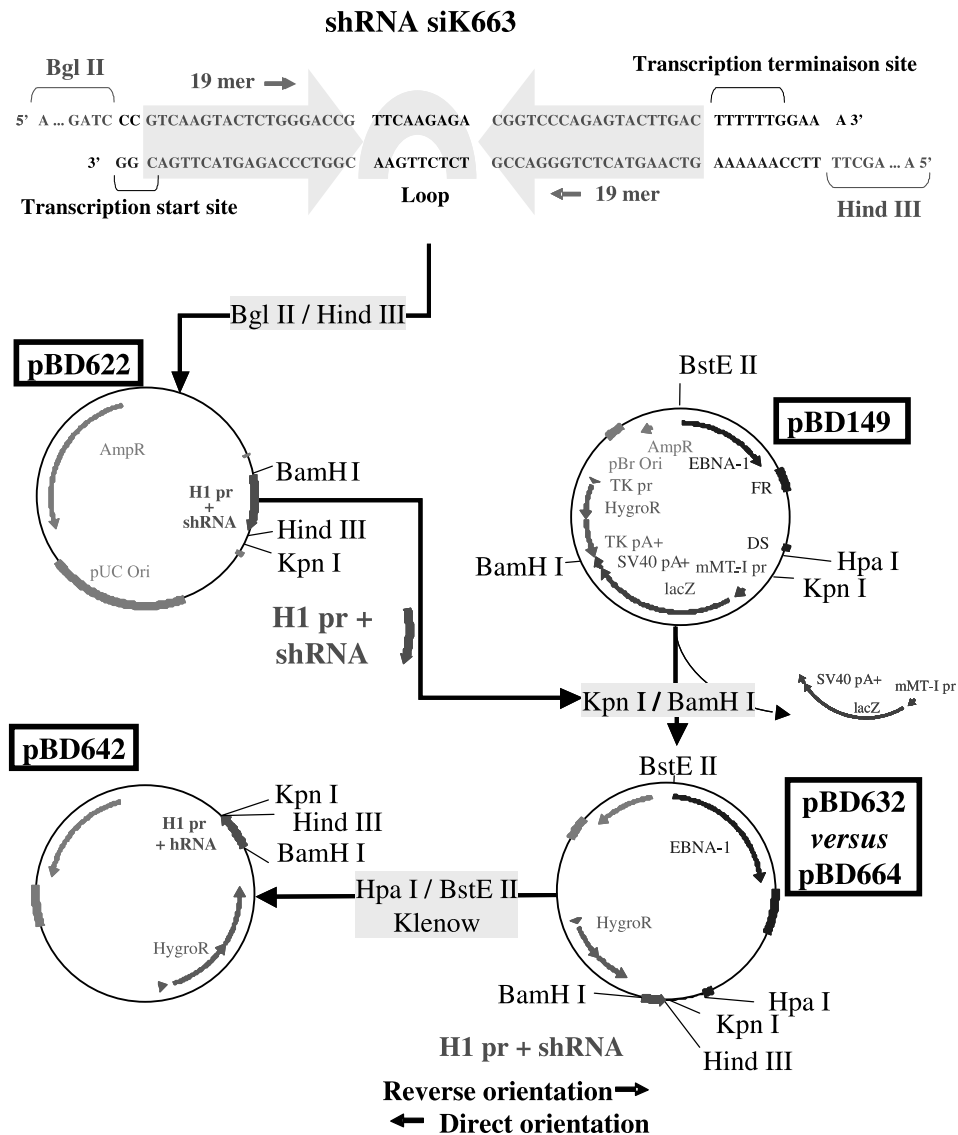 shRNA siK663
Bgl II
19 mer
Transcription terminaison site
5’ A ... GATC CC GTCAAGTACTCTGGGACCG TTCAAGAGA CGGTCCCAGAGTACTTGAC TTTTTTGGAA A 3’
3’ GG CAGTTCATGAGACCCTGGC AAGTTCTCT GCCAGGGTCTCATGAACTG AAAAAACCTT TTCGA ... A 5’
Transcription start site
Loop
19 mer
Hind III
Bgl II / Hind III
pBD622
AmpR
BamH I
H1 pr
+
shRNA
Hind III
Kpn I
pUC Ori
H1 pr +
shRNA
BstE II
pBD149
AmpR
pBr Ori
EBNA-1
TK pr
FR
HygroR
TK pA+
DS
SV40 pA+
mMT-I pr
lacZ
BamH I
Hpa I
Kpn I
Kpn I / BamH I
SV40 pA+
mMT-I pr
lacZ
pBD642
Kpn I
Hind III
H1 pr
+ hRNA
BamH I
HygroR
Hpa I / BstE II
Klenow
BstE II
pBD632
versus
pBD664
EBNA-1
HygroR
BamH I
Hpa I
Kpn I
Hind III
H1 pr + shRNA
Reverse orientation
Direct orientation